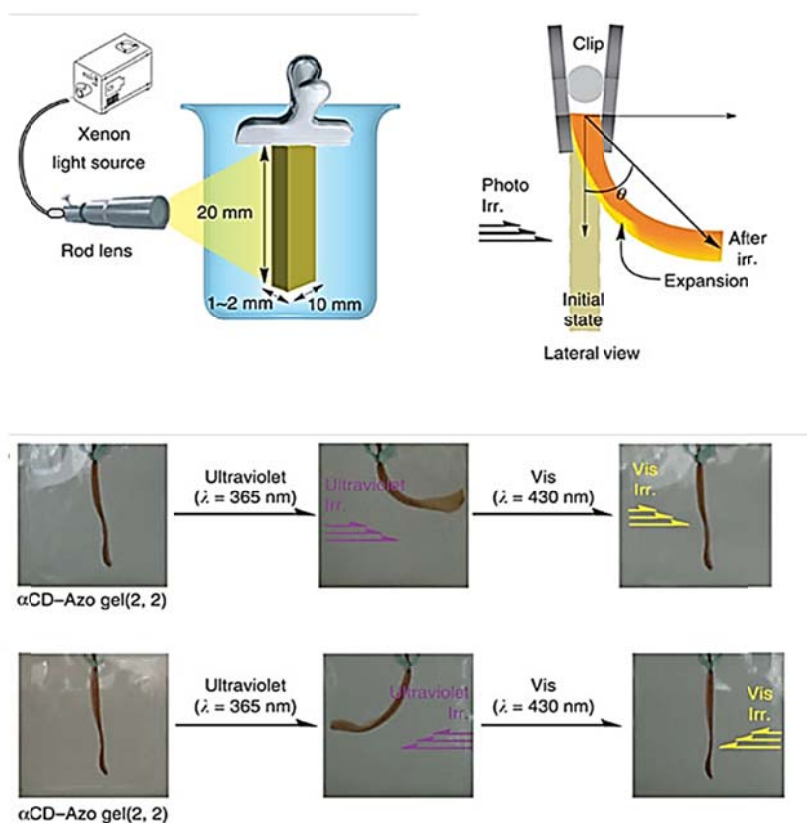 Xenon
light source
Rod lens
20 mm
1~2 mm
10 mm
Clip
Photo
Irr.
θ
After
irr.
Expansion
Initial
state
Lateral view
Ultraviolet
(λ = 365 nm)
Ultraviolet
Irr.
Vis
(λ = 430 nm)
Vis
Irr.
αCD–Azo gel(2, 2)
Ultraviolet
(λ = 365 nm)
Ultraviolet
Irr.
Vis
(λ = 430 nm)
Vis
Irr.
αCD–Azo gel(2, 2)